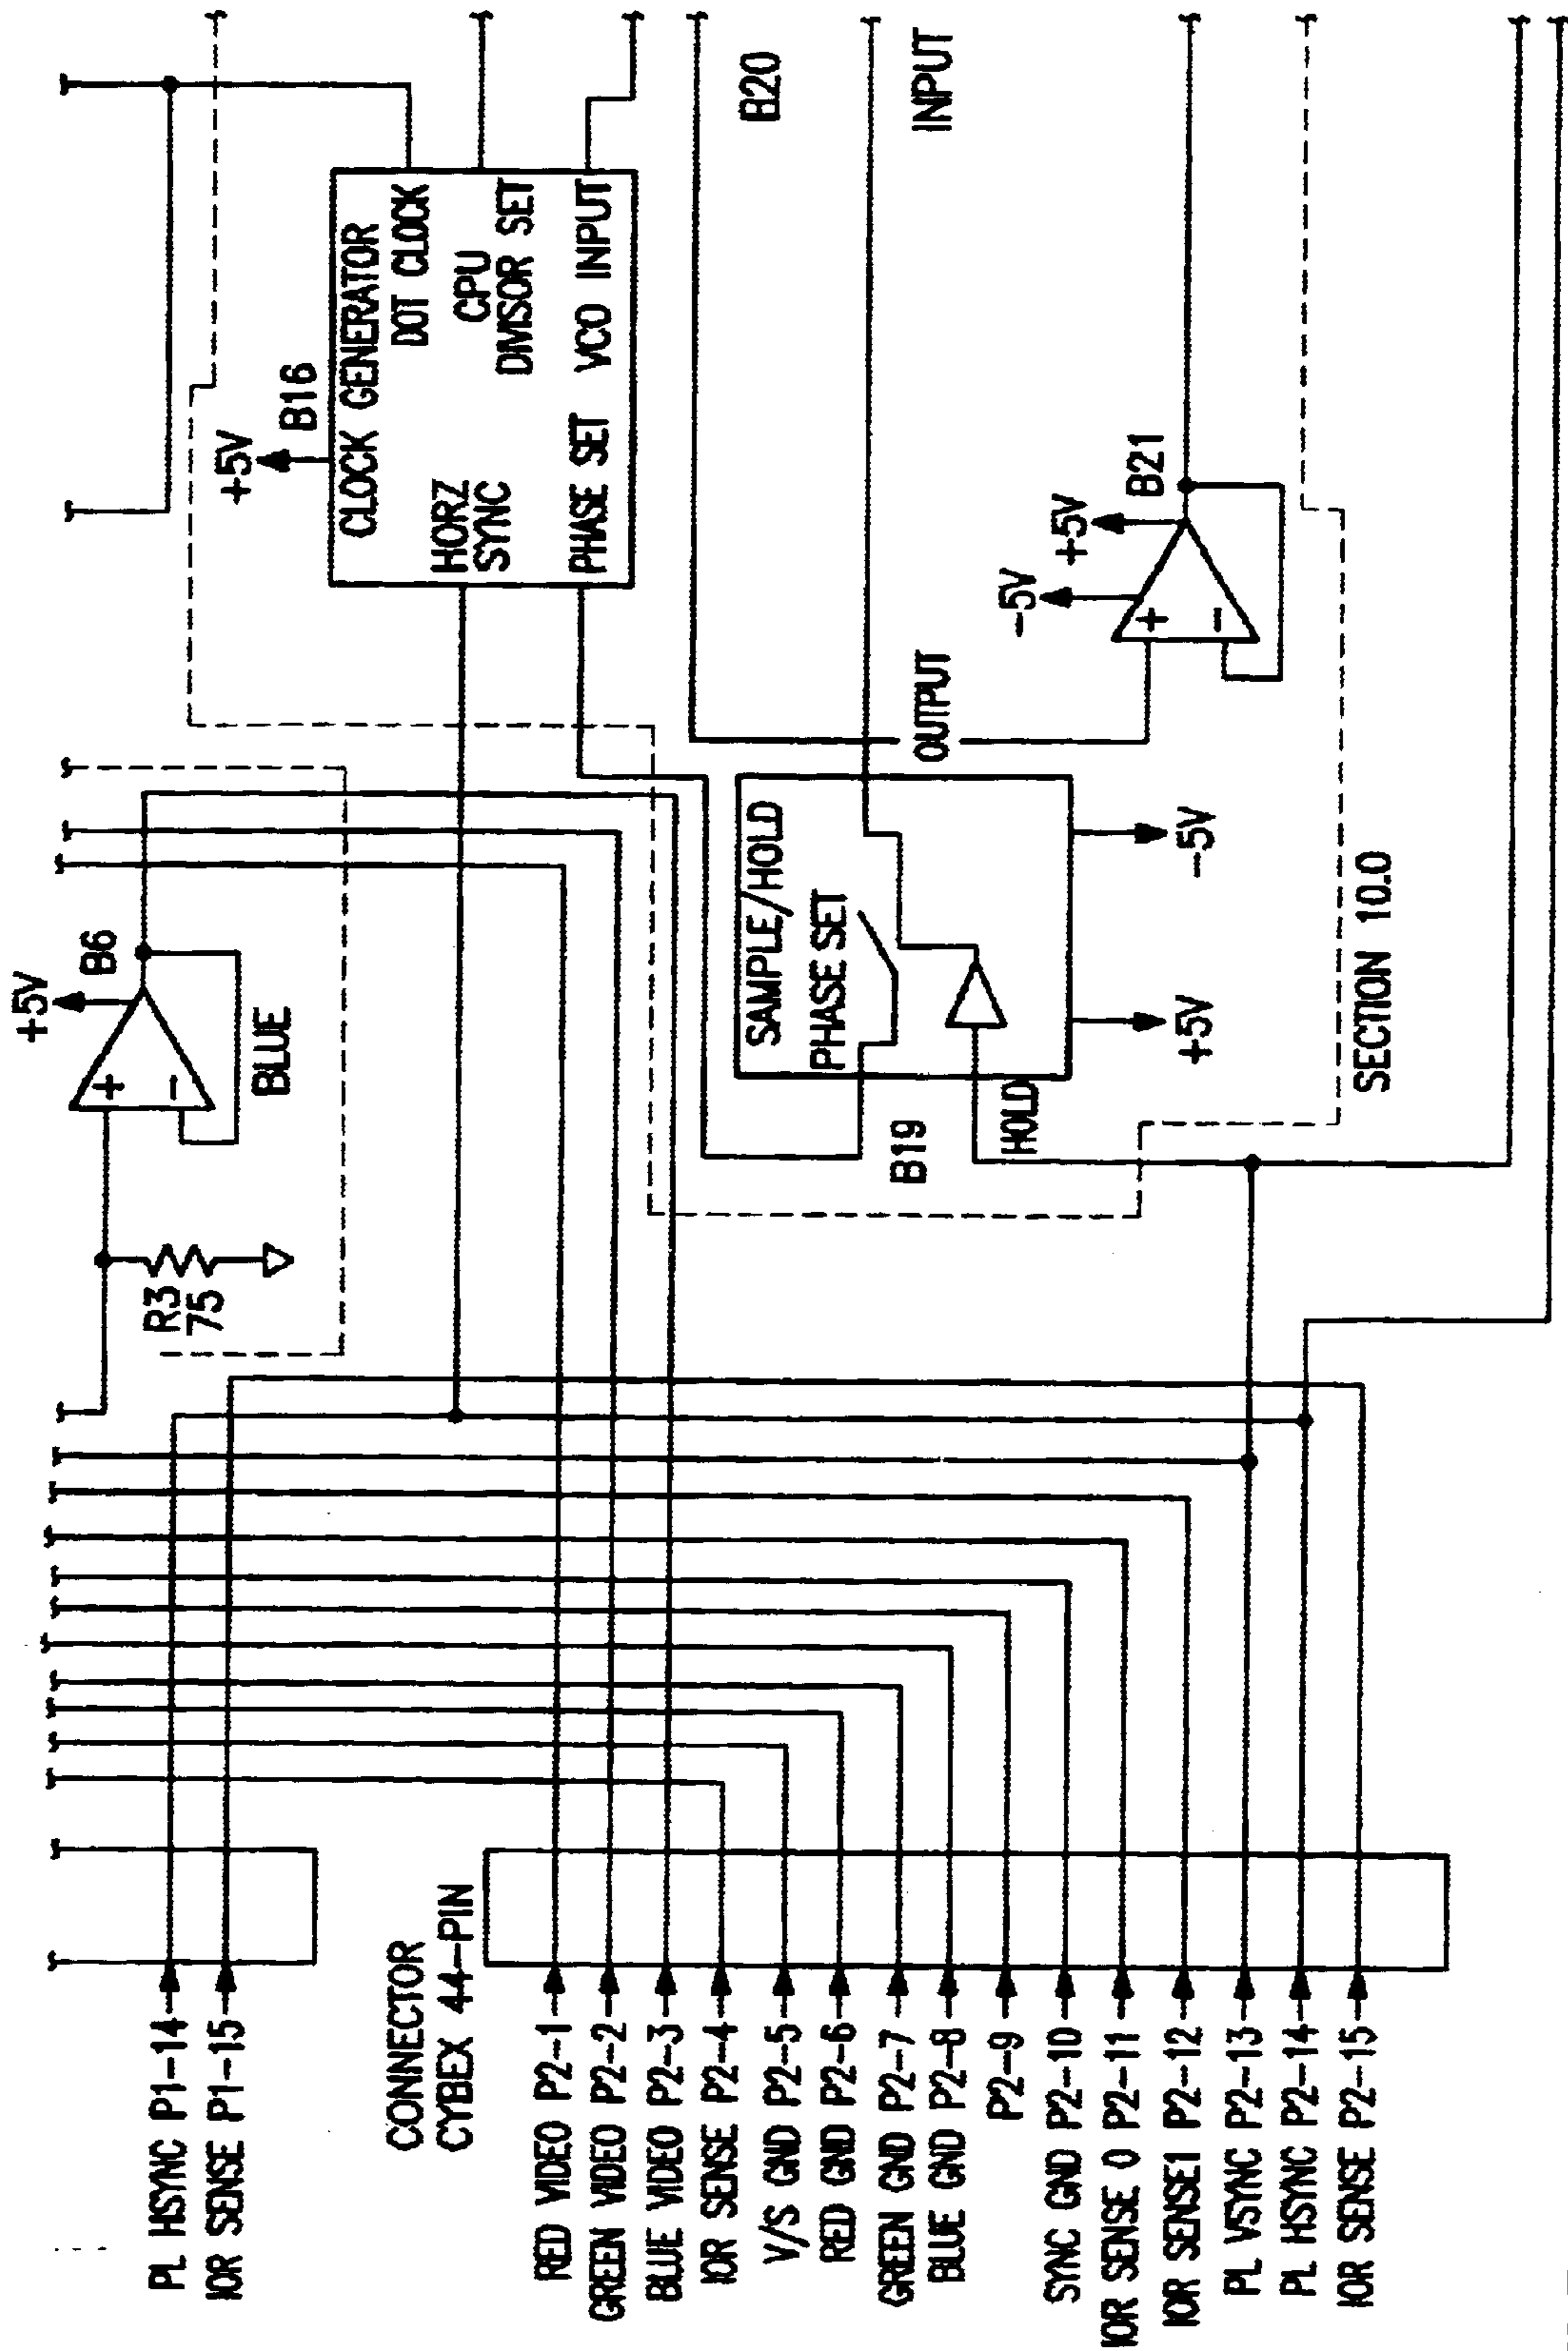 PL HSYNC P1-14
IOR SENSE P1-15
CONNECTOR
CYBEX 44-PIN
RED VIDEO P2-1
GREEN VIDEO P2-2
BLUE VIDEO P2-3
IOR SENSE P2-4
V/S GND P2-5
RED GND P2-6
GREEN GND P2-7
BLUE GND P2-8
P2-9
SYNC GND P2-10
IOR SENSE 0 P2-11
IOR SENSE1 P2-12
PL VSYNC P2-13
PL HSYNC P2-14
IOR SENSE P2-15
R3
75
+5V
B6
+
-
BLUE
+5V
B16
CLOCK GENERATOR
DOT CLOCK
HORZ
SYNC
CPU
DIVISOR SET
PHASE SET
VCO INPUT
B20
SAMPLE/HOLD
PHASE SET
B19
HOLD
OUTPUT
INPUT
+5V
-5V
-5V
+5V
B21
+
-
SECTION 10.0